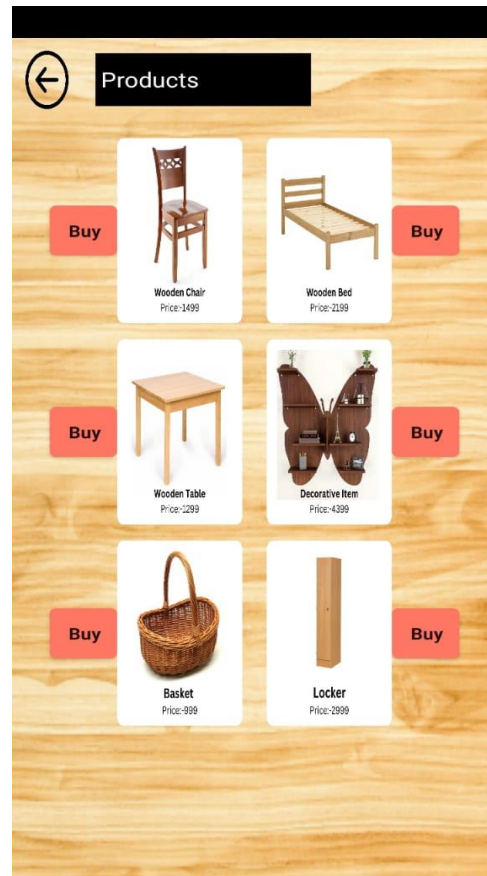 Products
Buy
Wooden Chair
Price:-1499
Wooden Bed
Price:-2199
Buy
Buy
Wooden Table
Price:-1299
Decorative Item
Price:-4399
Buy
Buy
Basket
Price:-999
Locker
Price:-2999
Buy